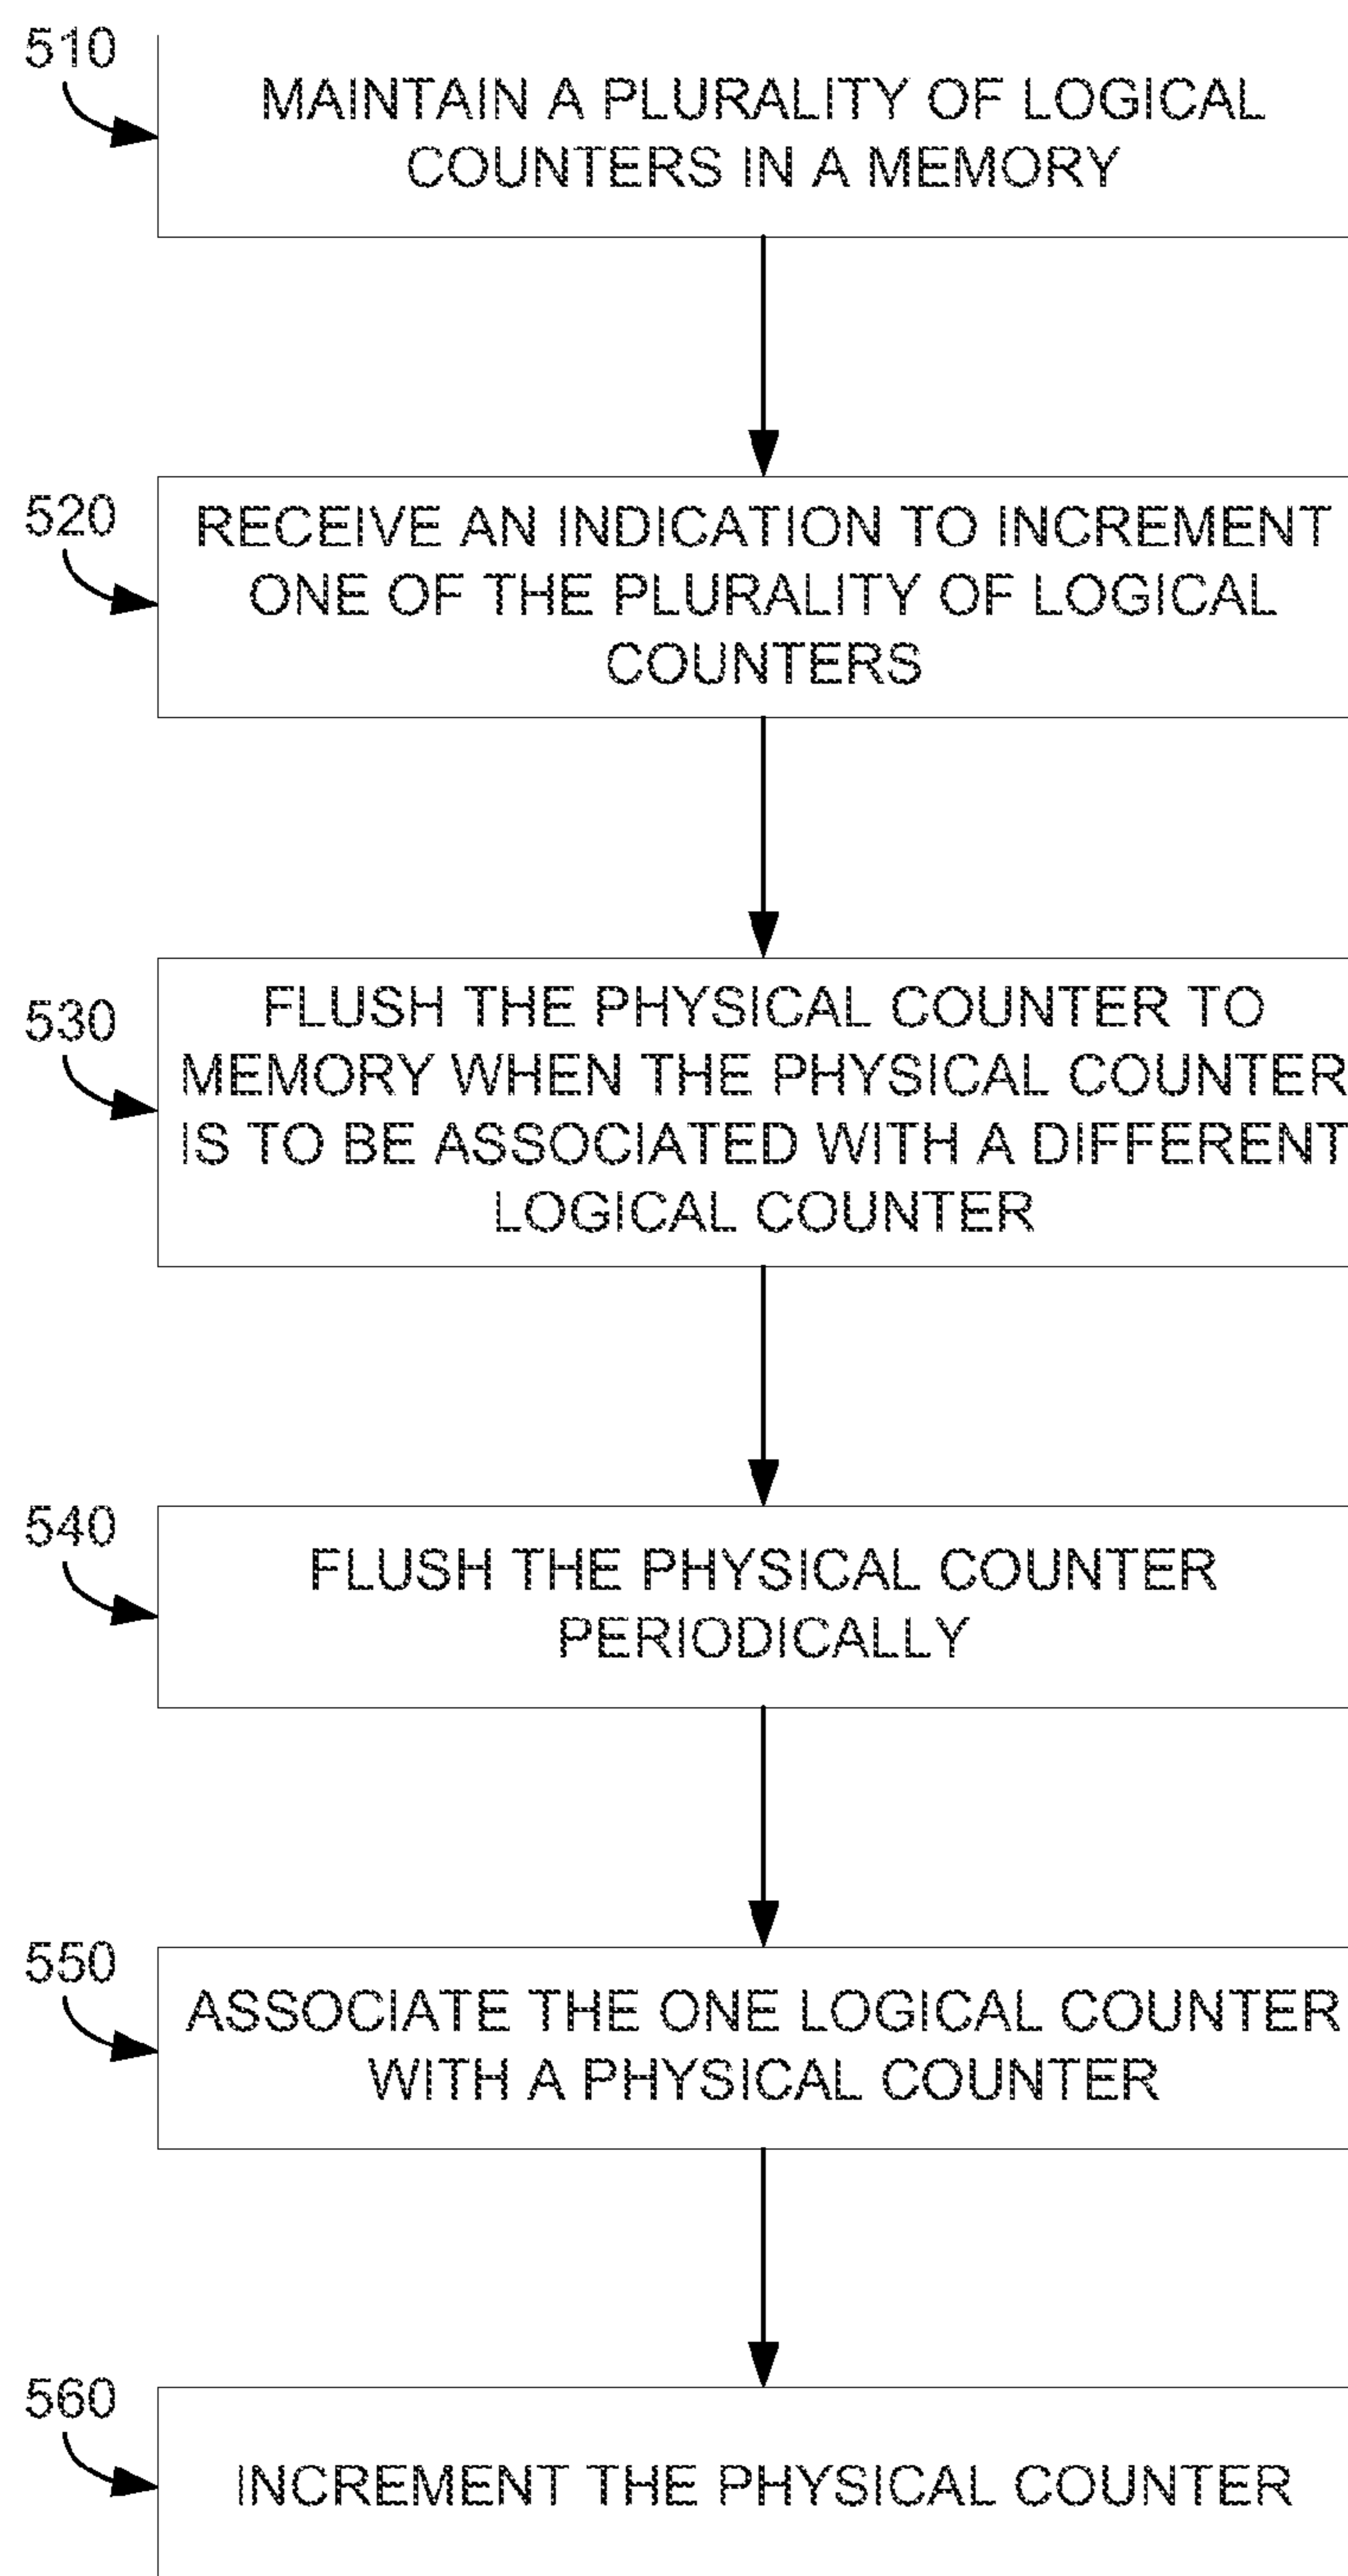 510
MAINTAIN A PLURALITY OF LOGICAL
COUNTERS IN A MEMORY
520
RECEIVE AN INDICATION TO INCREMENT
ONE OF THE PLURALITY OF LOGICAL
COUNTERS
530
FLUSH THE PHYSICAL COUNTER TO
MEMORY WHEN THE PHYSICAL COUNTER
IS TO BE ASSOCIATED WITH A DIFFERENT
LOGICAL COUNTER
540
FLUSH THE PHYSICAL COUNTER
PERIODICALLY
550
ASSOCIATE THE ONE LOGICAL COUNTER
WITH A PHYSICAL COUNTER
560
INCREMENT THE PHYSICAL COUNTER